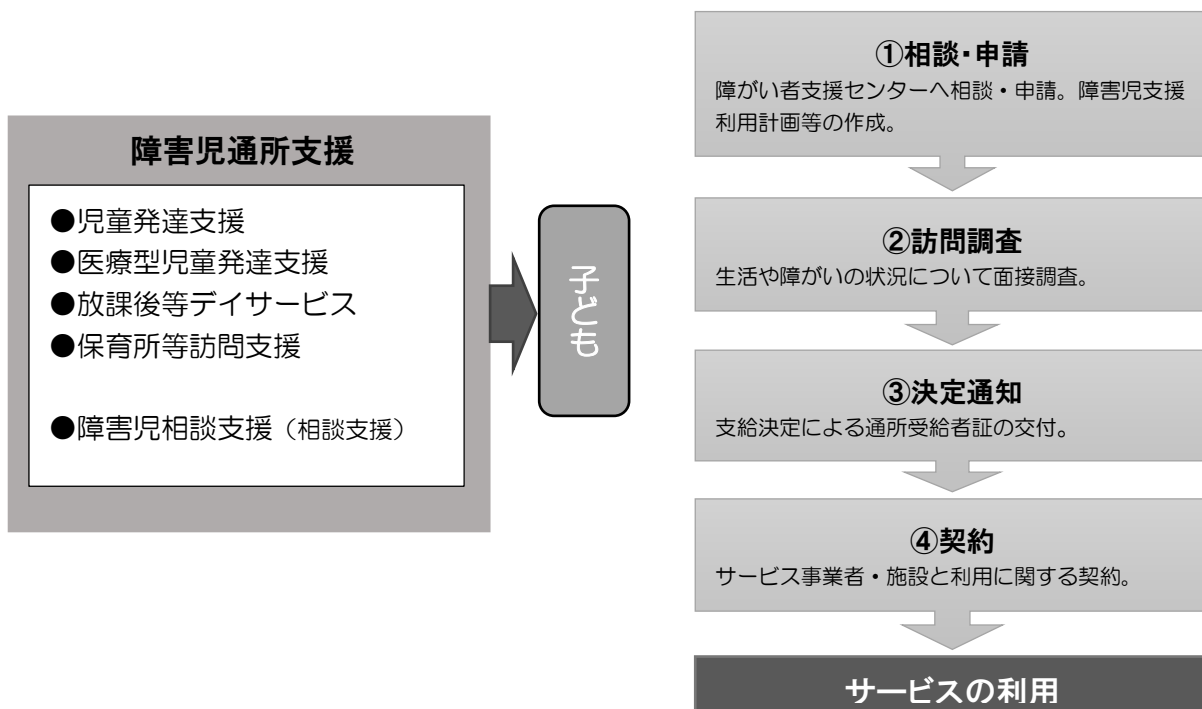 障害児通所支援
●児童発達支援
●医療型児童発達支援
●放課後等デイサービス
●保育所等訪問支援
●障害児相談支援（相談支援）
子ども
①相談・申請
障がい者支援センターへ相談・申請。障害児支援
利用計画等の作成。
②訪問調査
生活や障がいの状況について面接調査。
③決定通知
支給決定による通所受給者証の交付。
④契約
サービス事業者・施設と利用に関する契約。
サービスの利用